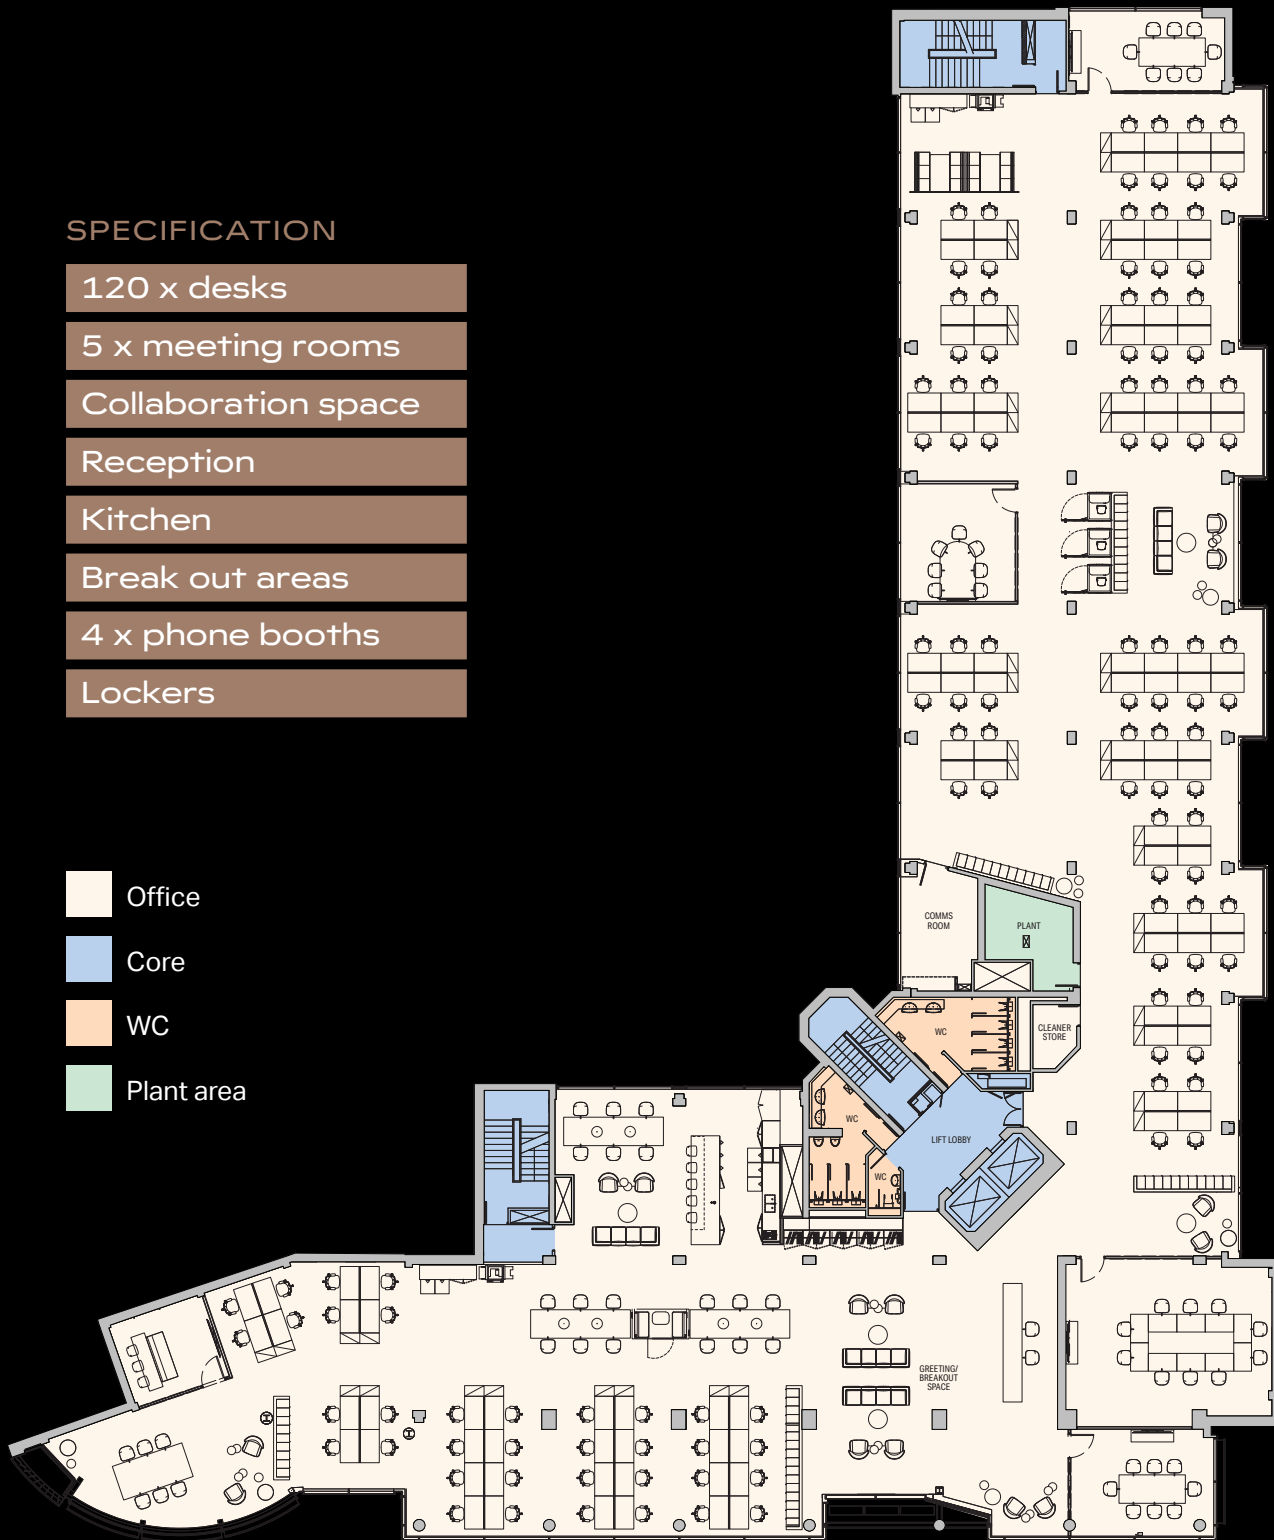 SPECIFICATION
120 x desks
5 x meeting rooms
Collaboration space
Reception
Kitchen
Break out areas
4 x phone booths
Lockers
Office
Core
WC
Plant area
COMMS
ROOM
PLANT
WC
CLEANER
STORE
WC
LIFT LOBBY
WC
GREETING/
BREAKOUT
SPACE